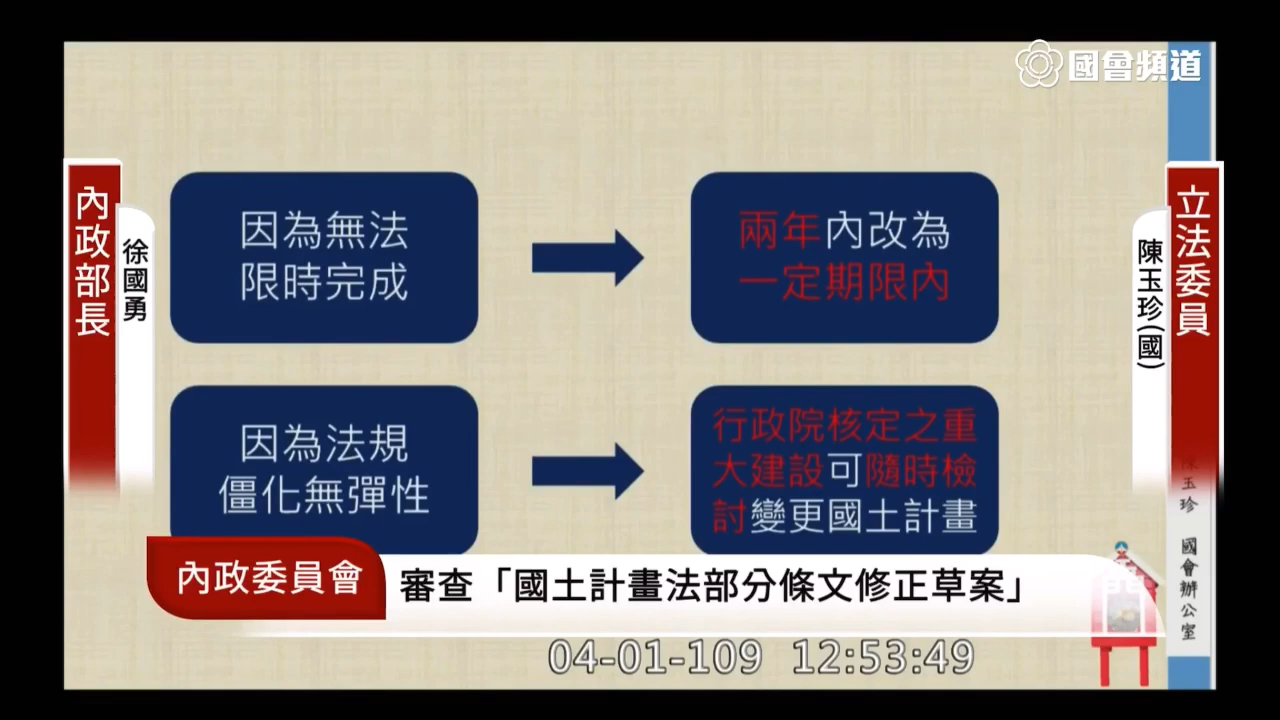 國會頻道
內政部長
徐國勇
立法委員
陳玉珍(國)
因為無法
限時完成
兩年內改為
一定期限內
因為法規
僵化無彈性
行政院核定之重
大建設可隨時檢
討變更國土計畫
陳玉珍 國會辦公室
內政委員會
審查「國土計畫法部分條文修正草案」
04-01-109 12:53:49